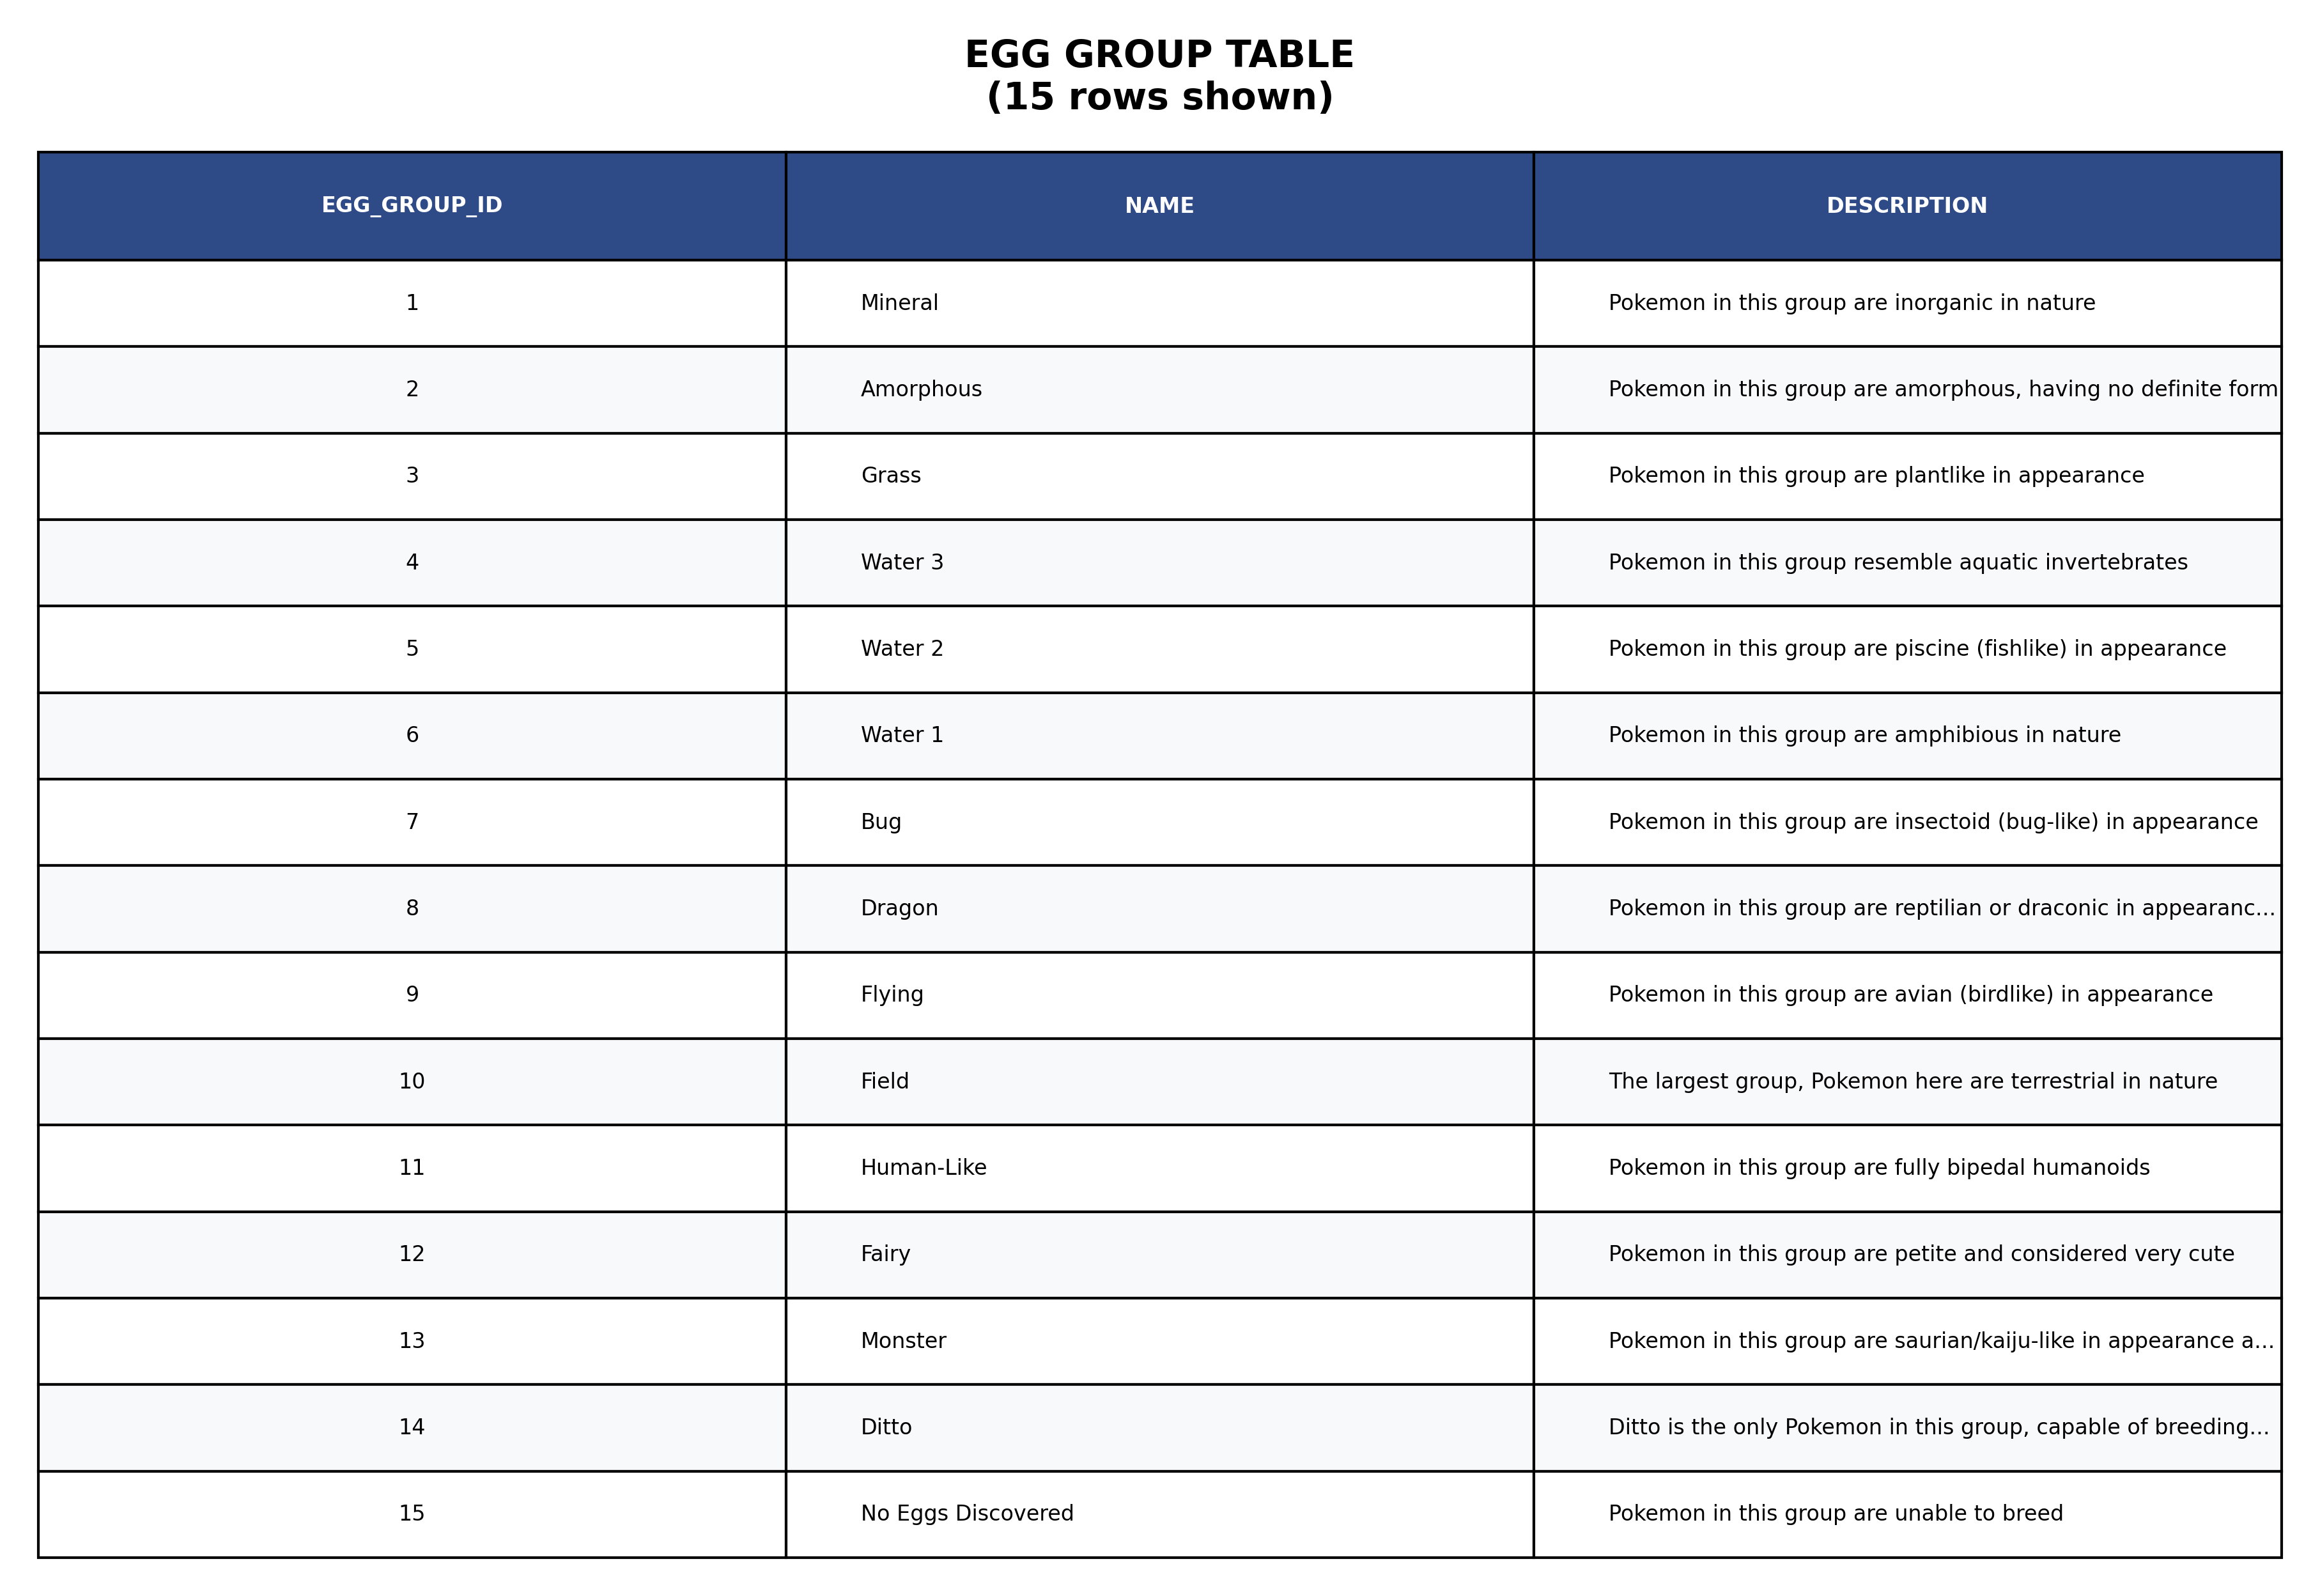 EGG GROUP TABLE
(15 rows shown)
EGG_GROUP_ID NAME DESCRIPTION
1 Mineral Pokemon in this group are inorganic in nature
2 Amorphous Pokemon in this group are amorphous, having no definite form
3 Grass Pokemon in this group are plantlike in appearance
4 Water 3 Pokemon in this group resemble aquatic invertebrates
5 Water 2 Pokemon in this group are piscine (fishlike) in appearance
6 Water 1 Pokemon in this group are amphibious in nature
7 Bug Pokemon in this group are insectoid (bug-like) in appearance
8 Dragon Pokemon in this group are reptilian or draconic in appearanc...
9 Flying Pokemon in this group are avian (birdlike) in appearance
10 Field The largest group, Pokemon here are terrestrial in nature
11 Human-Like Pokemon in this group are fully bipedal humanoids
12 Fairy Pokemon in this group are petite and considered very cute
13 Monster Pokemon in this group are saurian/kaiju-like in appearance a...
14 Ditto Ditto is the only Pokemon in this group, capable of breeding...
15 No Eggs Discovered Pokemon in this group are unable to breed